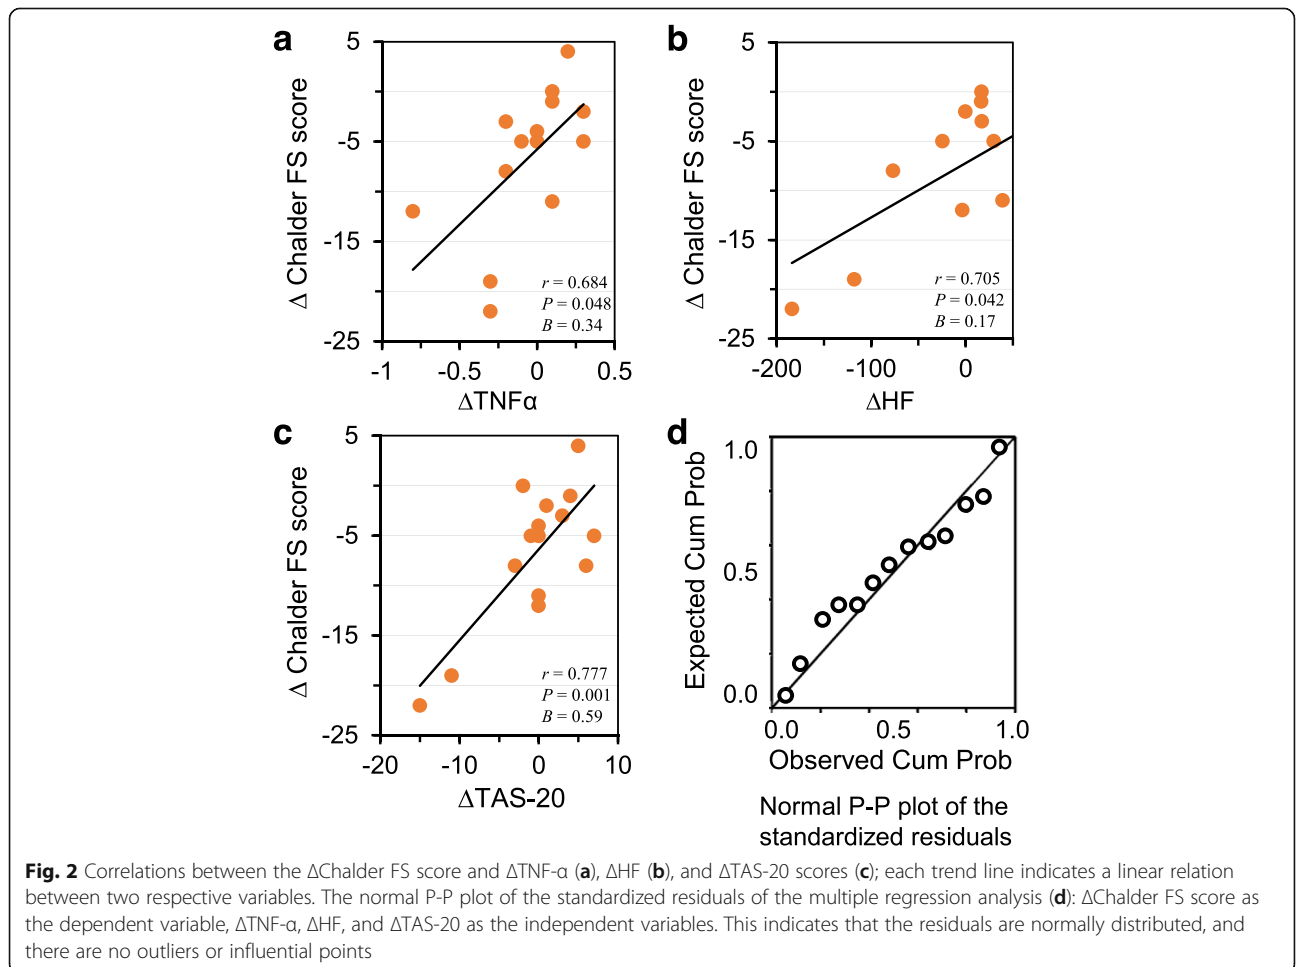 a
5
-5
-15
-25
Δ Chalder FS score
-1
-0.5
0
0.5
ΔTNFα
r = 0.684
P = 0.048
B = 0.34
b
5
-5
-15
-25
Δ Chalder FS score
-200
-100
0
ΔHF
r = 0.705
P = 0.042
B = 0.17
c
5
-5
-15
-25
Δ Chalder FS score
-20
-10
0
10
ΔTAS-20
r = 0.777
P = 0.001
B = 0.59
d
1.0
0.5
0.0
Expected Cum Prob
0.0
0.5
1.0
Observed Cum Prob
Normal P-P plot of the
standardized residuals
Fig. 2 Correlations between the ΔChalder FS score and ΔTNF-α (a), ΔHF (b), and ΔTAS-20 scores (c); each trend line indicates a linear relation
between two respective variables. The normal P-P plot of the standardized residuals of the multiple regression analysis (d): ΔChalder FS score as
the dependent variable, ΔTNF-α, ΔHF, and ΔTAS-20 as the independent variables. This indicates that the residuals are normally distributed, and
there are no outliers or influential points